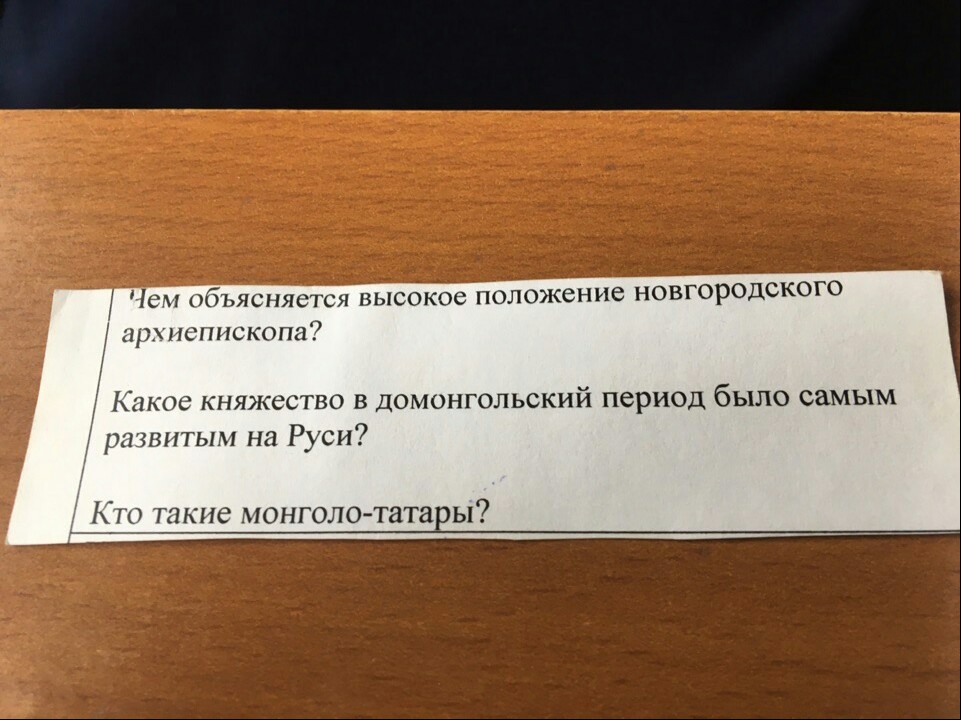 Чем объясняется высокое положение новгородского
архиепископа?
Какое княжество в домонгольский период было самым
развитым на Руси?
Кто такие монголо-татары?